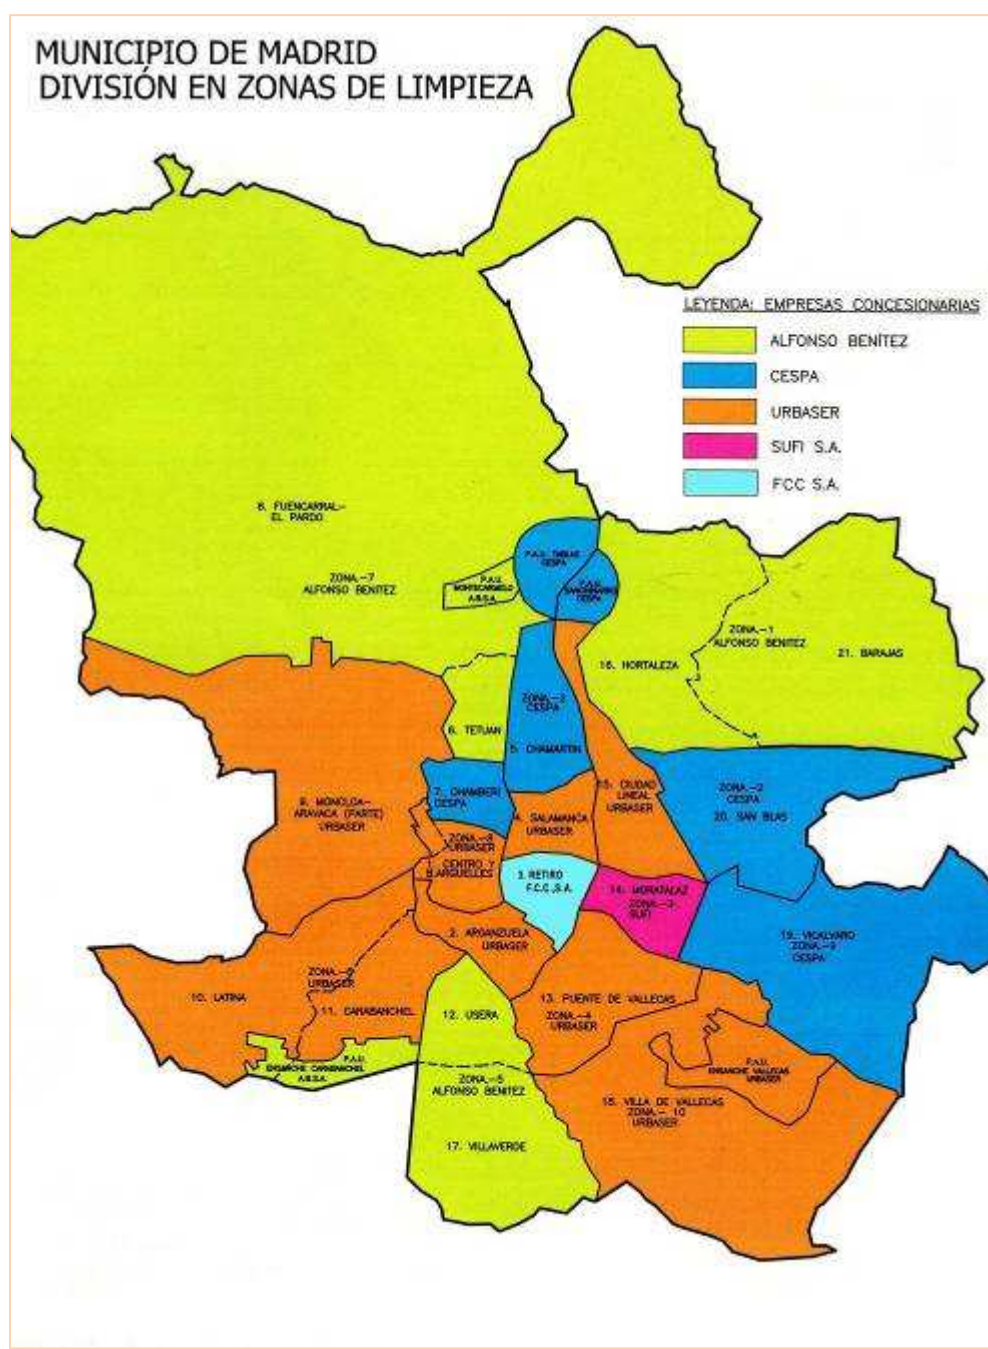 MUNICIPIO DE MADRID
DIVISIÓN EN ZONAS DE LIMPIEZA
LEYENDA: EMPRESAS CONCESIONARIAS
ALFONSO BENÍTEZ
CESPA
URBASER
SUFI S.A.
FCC S.A.
8. FUENCARRAL-
EL PARDO
ZONA.-7
ALFONSO BENITEZ
P.A.U. TABLAS
CESPA
P.A.U.
MONTECARMELO
A.B.S.A.
P.A.U.
SANCHINARRO
CESPA
ZONA.-1
ALFONSO BENITEZ
16. HORTALEZA
21. BARAJAS
ZONA.-2
CESPA
6. TETUAN
5. CHAMARTIN
7. CHAMBERI
CESPA
15. CIUDAD
LINEAL
URBASER
ZONA.-2
CESPA
20. SAN BLAS
9. MONCLOA-
ARAVACA (PARTE)
URBASER
4. SALAMANCA
URBASER
ZONA.-8
URBASER
CENTRO Y
B.ARGUELLES
3. RETIRO
F.C.C.,S.A.
14. MORATALAZ
ZONA.-3-
SUFI
2. ARGANZUELA
URBASER
19. VICALVARO
ZONA.-3
CESPA
ZONA.-9
URBASER
10. LATINA
11. CARABANCHEL
12. USERA
13. PUENTE DE VALLECAS
ZONA.-4
URBASER
P.A.U.
ENSANCHE CARABANCHEL
A.B.S.A.
P.A.U.
ENSANCHE VALLECAS
URBASER
ZONA.-5
ALFONSO BENITEZ
18. VILLA DE VALLECAS
ZONA.- 10
URBASER
17. VILLAVERDE